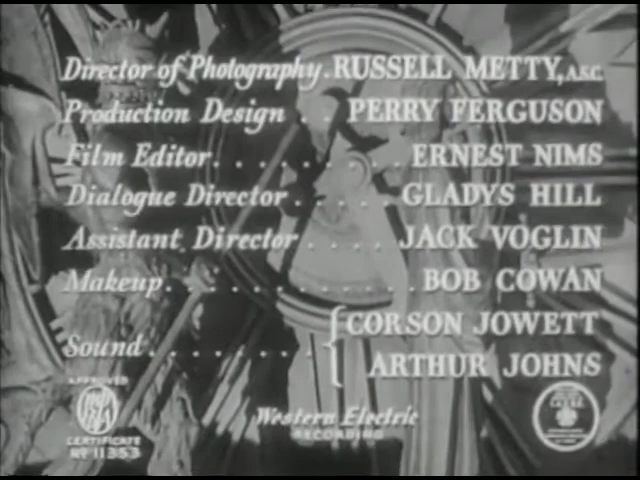 Director of Photography. RUSSELL METTY, A.S.C.
Production Design . . PERRY FERGUSON
Film Editor. . . . . . . . . ERNEST NIMS
Dialogue Director . . . . . GLADYS HILL
Assistant Director . . . . JACK VOGLIN
Makeup. . . . . . . . . . . . BOB COWAN
Sound. . . . . . . . { CORSON JOWETT
ARTHUR JOHNS
APPROVED
CERTIFICATE
Nº 11353
Western Electric
RECORDING